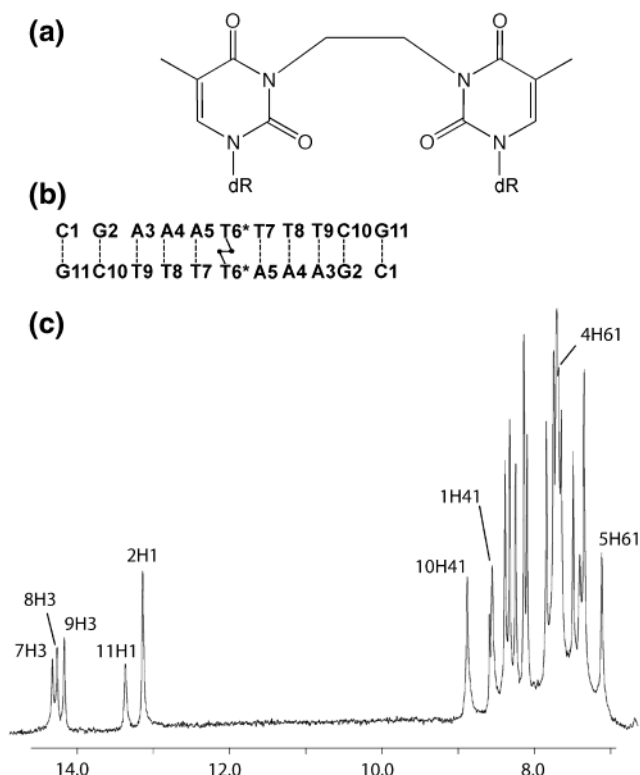 (a)
O O
N N
N O O N
dR dR
(b)
C1 G2 A3 A4 A5 T6* T7 T8 T9 C10 G11
G11 C10 T9 T8 T7 T6* A5 A4 A3 G2 C1
(c)
4H61
1H41
2H1 10H41 5H61
8H3
9H3
7H3 11H1
14.0 12.0 10.0 8.0